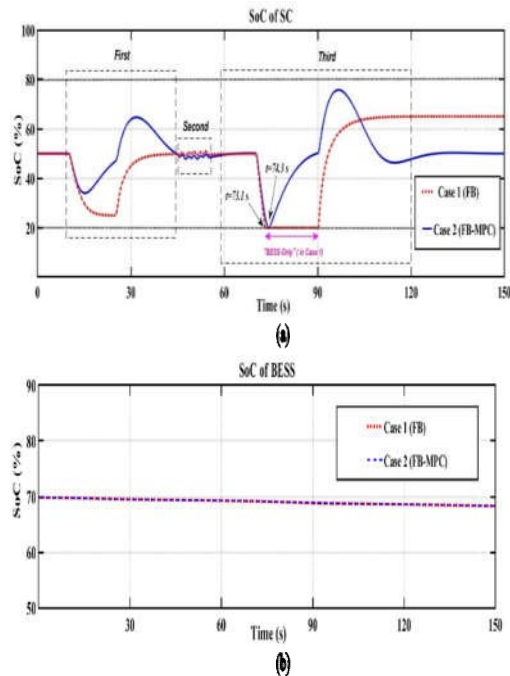 SoC of SC
First
Second
Third
SoC (%)
100
80
60
40
20
0
t=73.1 s
t=74.3 s
"BESS-Only" (in Case 1)
Case 1 (FB)
Case 2 (FB-MPC)
0
30
60
90
120
150
Time (s)
(a)
SoC of BESS
SoC (%)
90
80
70
60
50
Case 1 (FB)
Case 2 (FB-MPC)
30
60
90
120
150
Time (s)
(b)